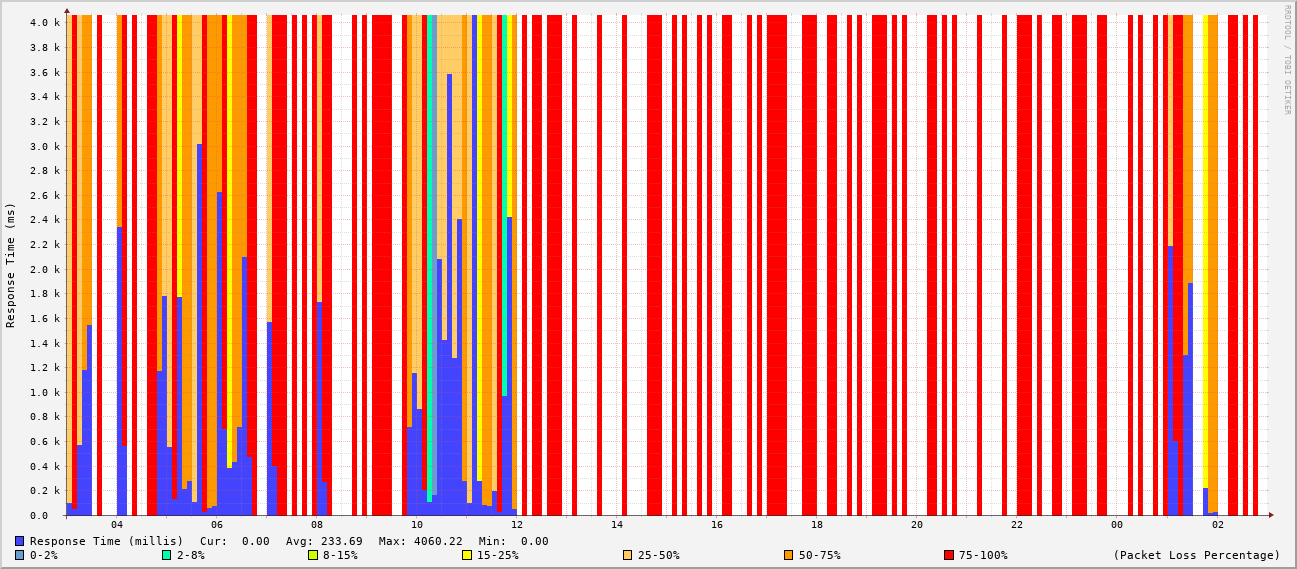 RRDTOOL / TOBI OETIKER
Response Time (ms)
4.0 k
3.8 k
3.6 k
3.4 k
3.2 k
3.0 k
2.8 k
2.6 k
2.4 k
2.2 k
2.0 k
1.8 k
1.6 k
1.4 k
1.2 k
1.0 k
0.8 k
0.6 k
0.4 k
0.2 k
0.0
04 06 08 10 12 14 16 18 20 22 00 02
Response Time (millis) Cur: 0.00 Avg: 233.69 Max: 4060.22 Min: 0.00
0-2% 2-8% 8-15% 15-25% 25-50% 50-75% 75-100% (Packet Loss Percentage)